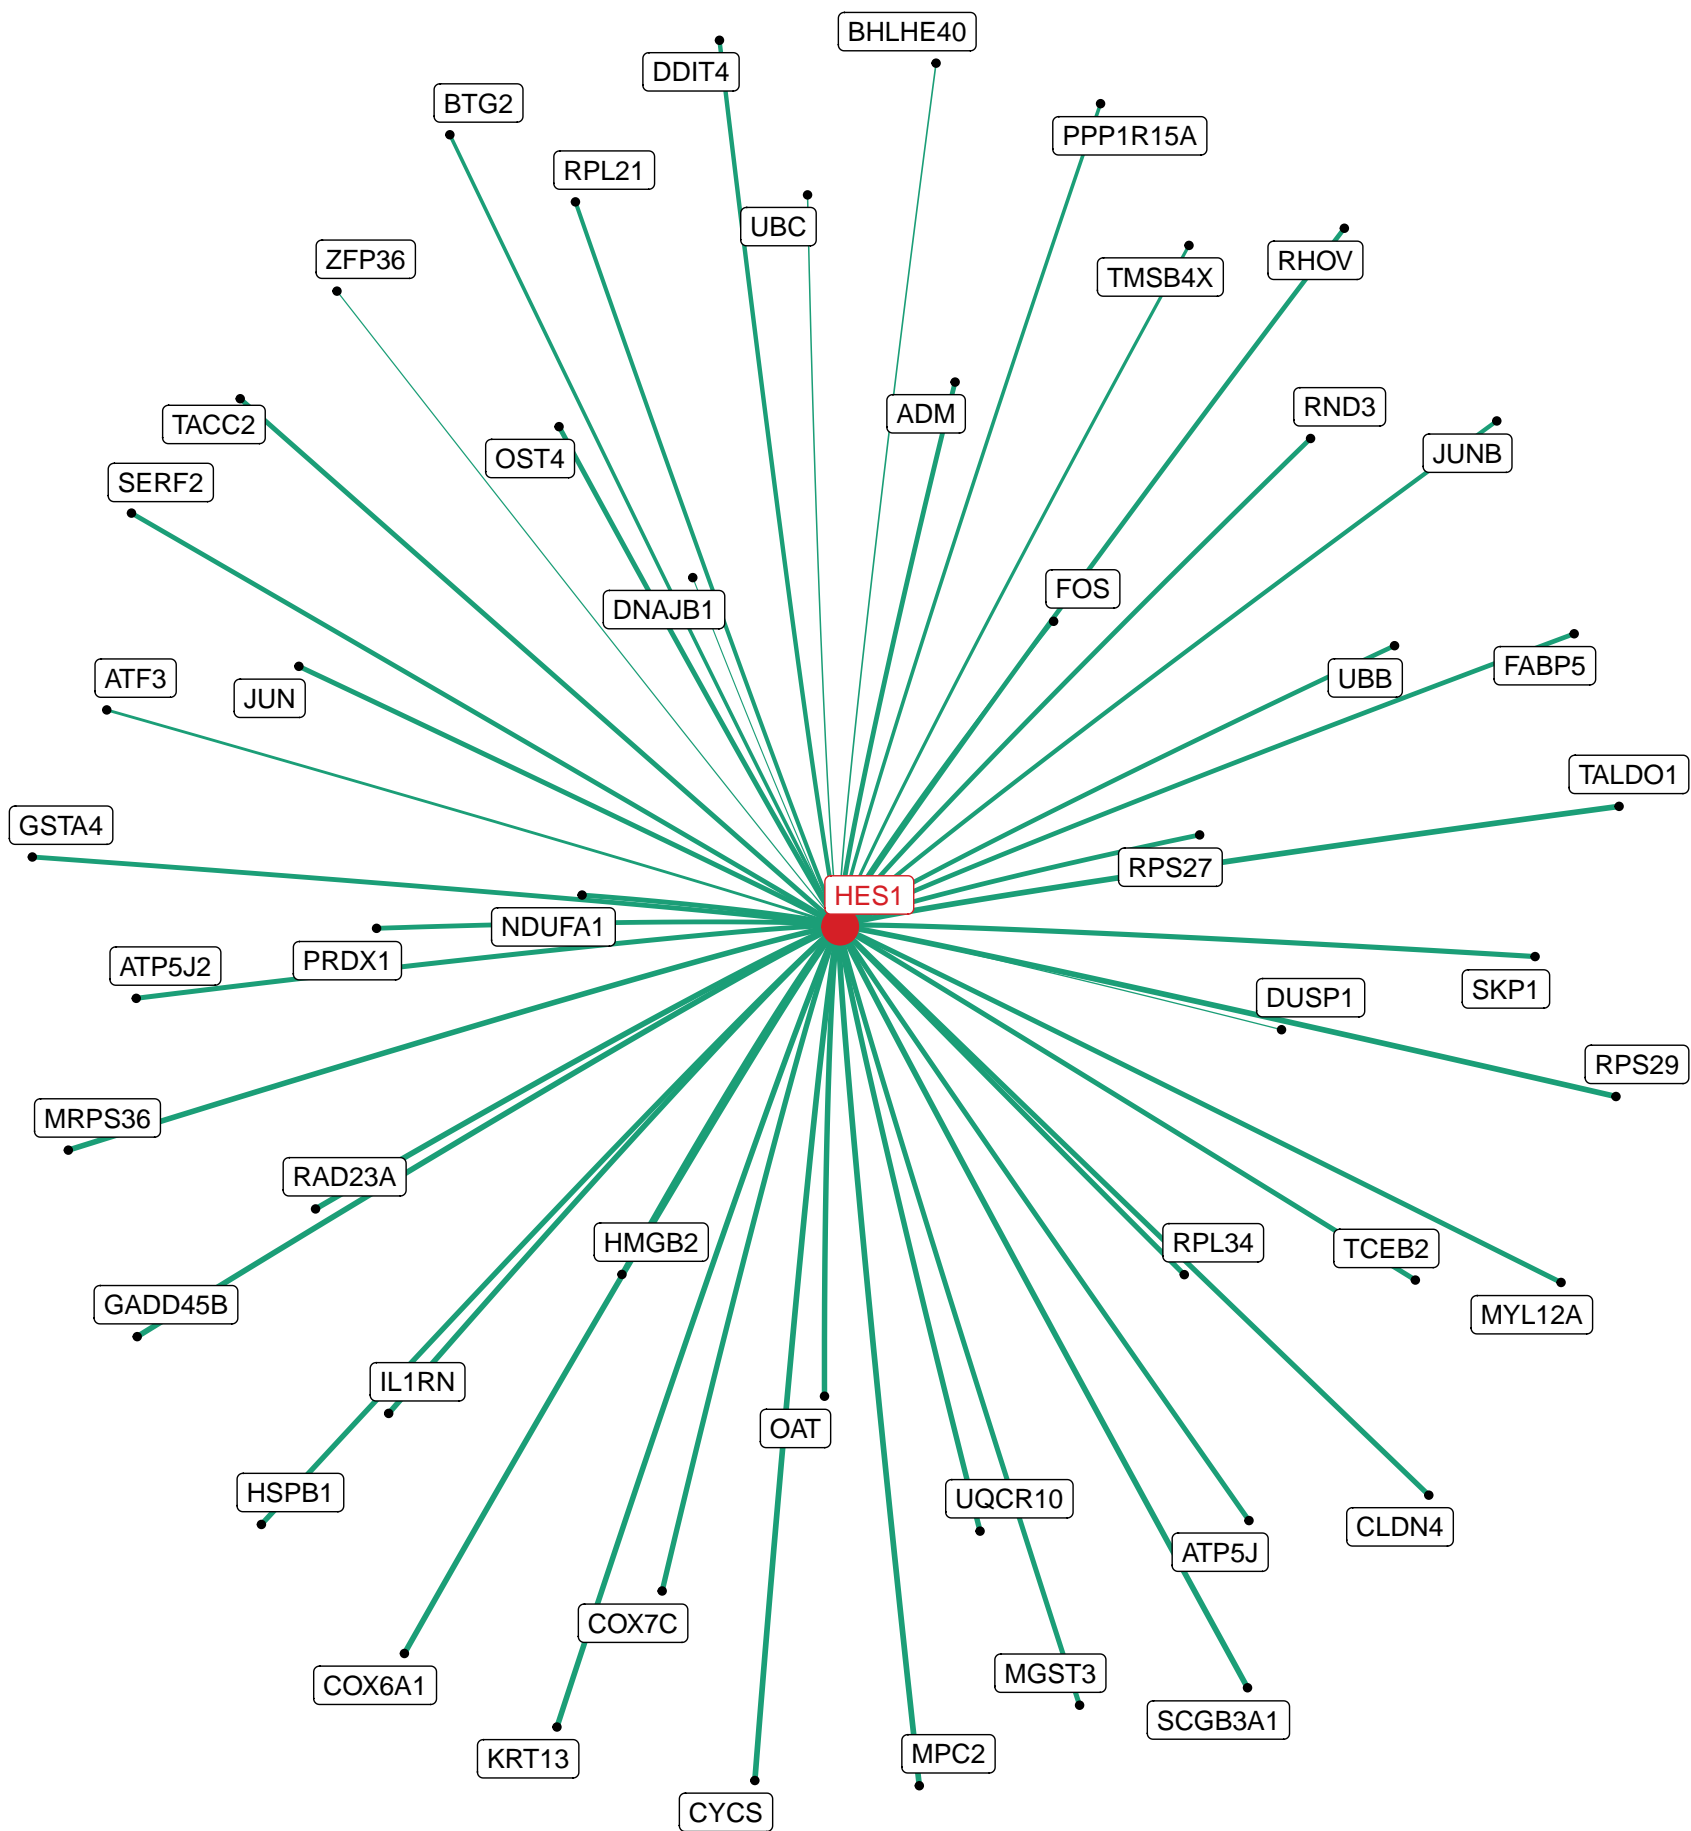 BHLHE40
DDIT4
BTG2
PPP1R15A
RPL21
UBC
ZFP36
RHOV
TMSB4X
RND3
ADM
TACC2
JUNB
OST4
SERF2
FOS
DNAJB1
FABP5
ATF3
UBB
JUN
TALDO1
GSTA4
RPS27
HES1
NDUFA1
PRDX1
ATP5J2
SKP1
DUSP1
RPS29
MRPS36
RAD23A
HMGB2
RPL34
TCEB2
GADD45B
MYL12A
IL1RN
OAT
HSPB1
UQCR10
CLDN4
ATP5J
COX7C
MGST3
COX6A1
SCGB3A1
MPC2
KRT13
CYCS